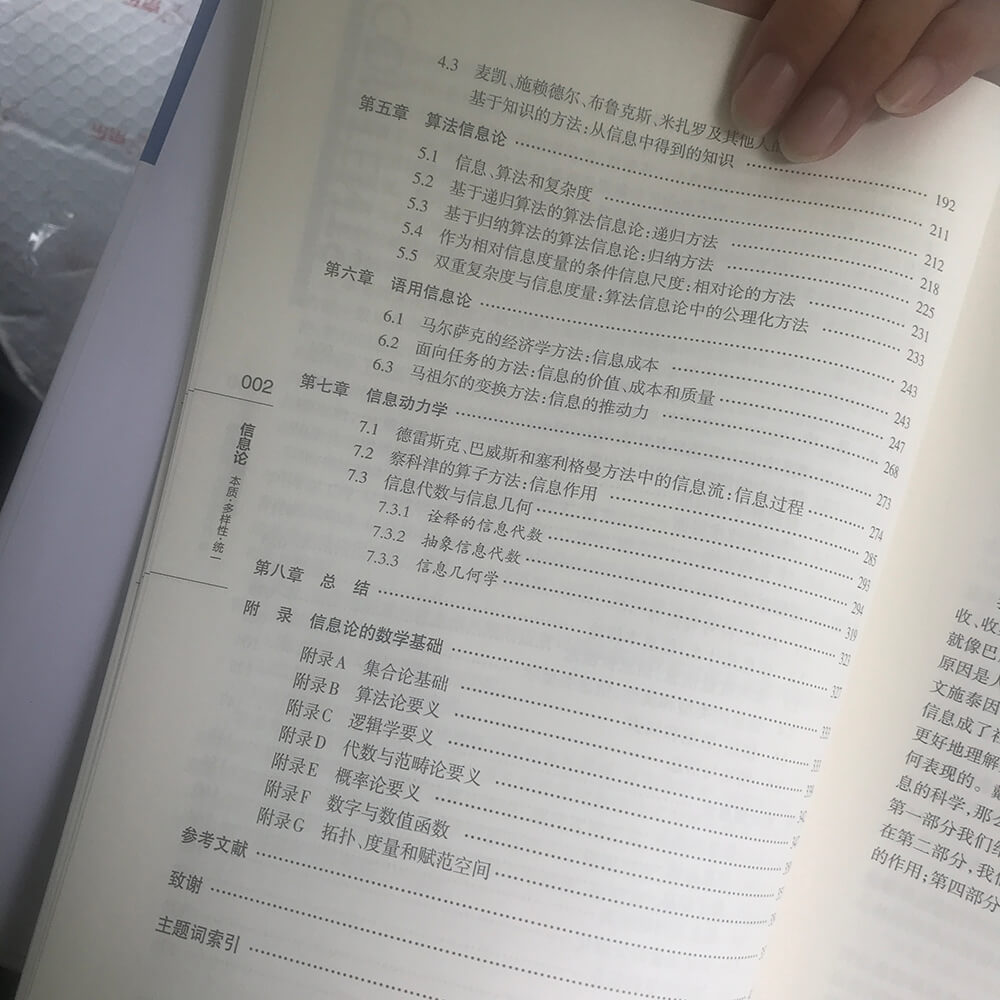 4.3 麦凯、施赖德尔、布鲁克斯、米扎罗及其他人
基于知识的方法:从信息中得到的知识 192
第五章 算法信息论 211
5.1 信息、算法和复杂度 212
5.2 基于递归算法的算法信息论:递归方法 218
5.3 基于归纳算法的算法信息论:归纳方法 225
5.4 作为相对信息度量的条件信息尺度:相对论的方法 231
5.5 双重复杂度与信息度量:算法信息论中的公理化方法 233
第六章 语用信息论 243
6.1 马尔萨克的经济学方法:信息成本 243
6.2 面向任务的方法:信息的价值、成本和质量 247
6.3 马祖尔的变换方法:信息的推动力 268
第七章 信息动力学 273
7.1 德雷斯克、巴威斯和塞利格曼方法中的信息流:信息过程 274
7.2 察科津的算子方法:信息作用 285
7.3 信息代数与信息几何 293
7.3.1 诠释的信息代数 294
7.3.2 抽象信息代数 319
7.3.3 信息几何学 323
第八章 总 结 327
附 录 信息论的数学基础
附录A 集合论基础
附录B 算法论要义
附录C 逻辑学要义
附录D 代数与范畴论要义
附录E 概率论要义
附录F 数字与数值函数
附录G 拓扑、度量和赋范空间
参考文献
致谢
主题词索引
002
信息论 本质·多样性·统一
收、收
就像巴
原因是人
文施泰因
信息成了
更好地理解
何表现的。
息的科学,那么
第一部分我们
在第二部分,我们
的作用;第四部分